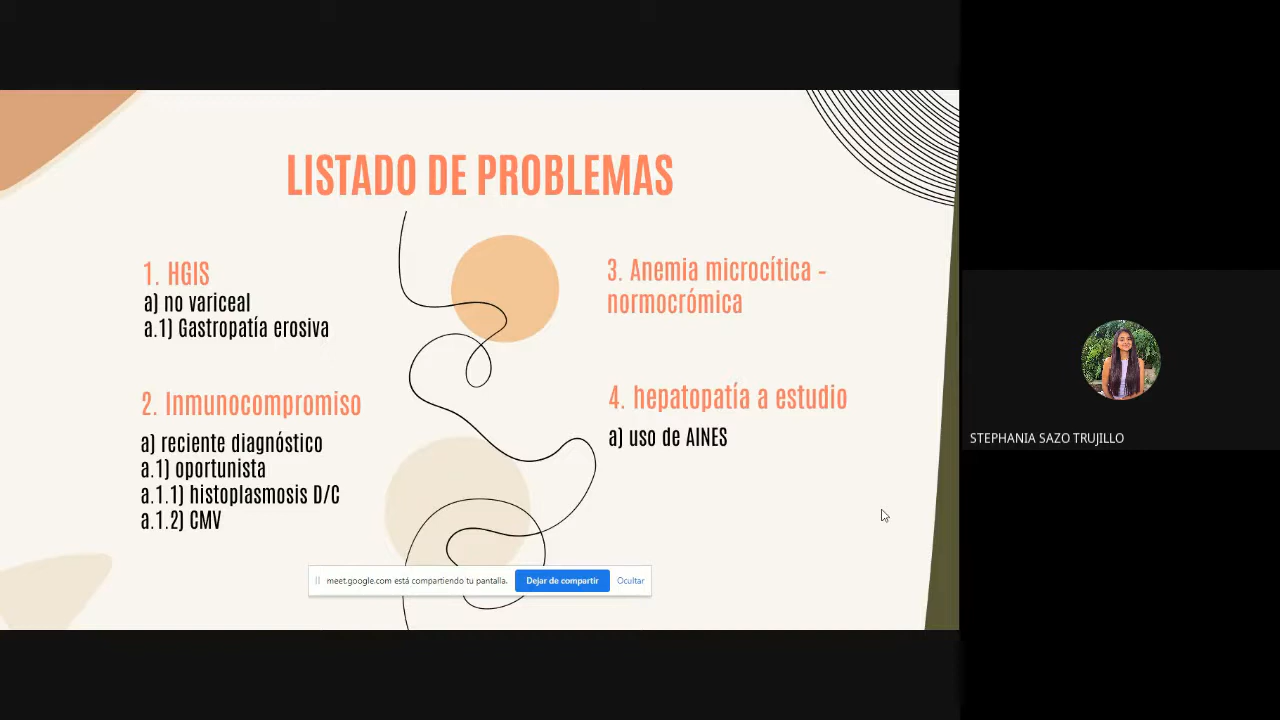 LISTADO DE PROBLEMAS
1. HGIS
a) no variceal
a.1) Gastropatía erosiva
2. Inmunocompromiso
a) reciente diagnóstico
a.1) oportunista
a.1.1) histoplasmosis D/C
a.1.2) CMV
3. Anemia microcítica –
normocrómica
4. hepatopatía a estudio
a) uso de AINES
meet.google.com está compartiendo tu pantalla.
Dejar de compartir
Ocultar
STEPHANIA SAZO TRUJILLO